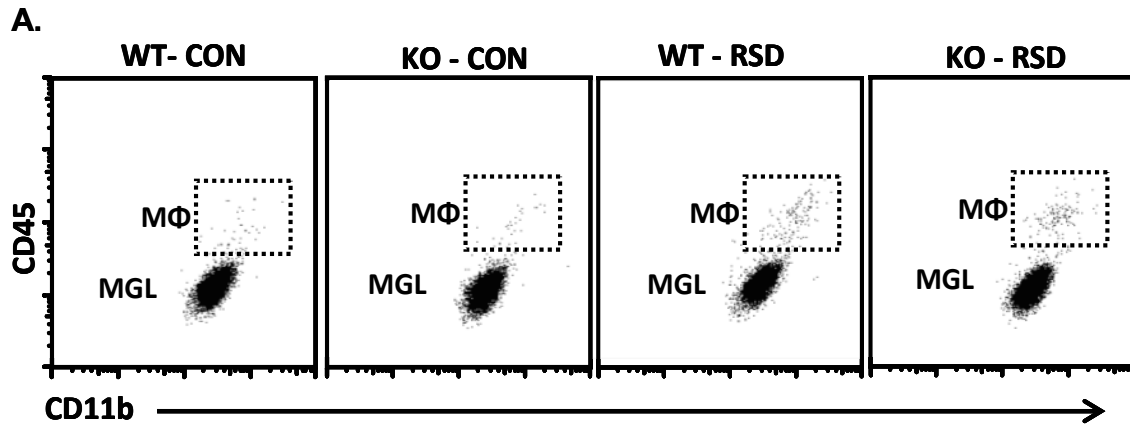 A.
WT- CON KO - CON WT - RSD KO - RSD
CD45
MΦ MΦ MΦ MΦ
MGL MGL MGL MGL
CD11b